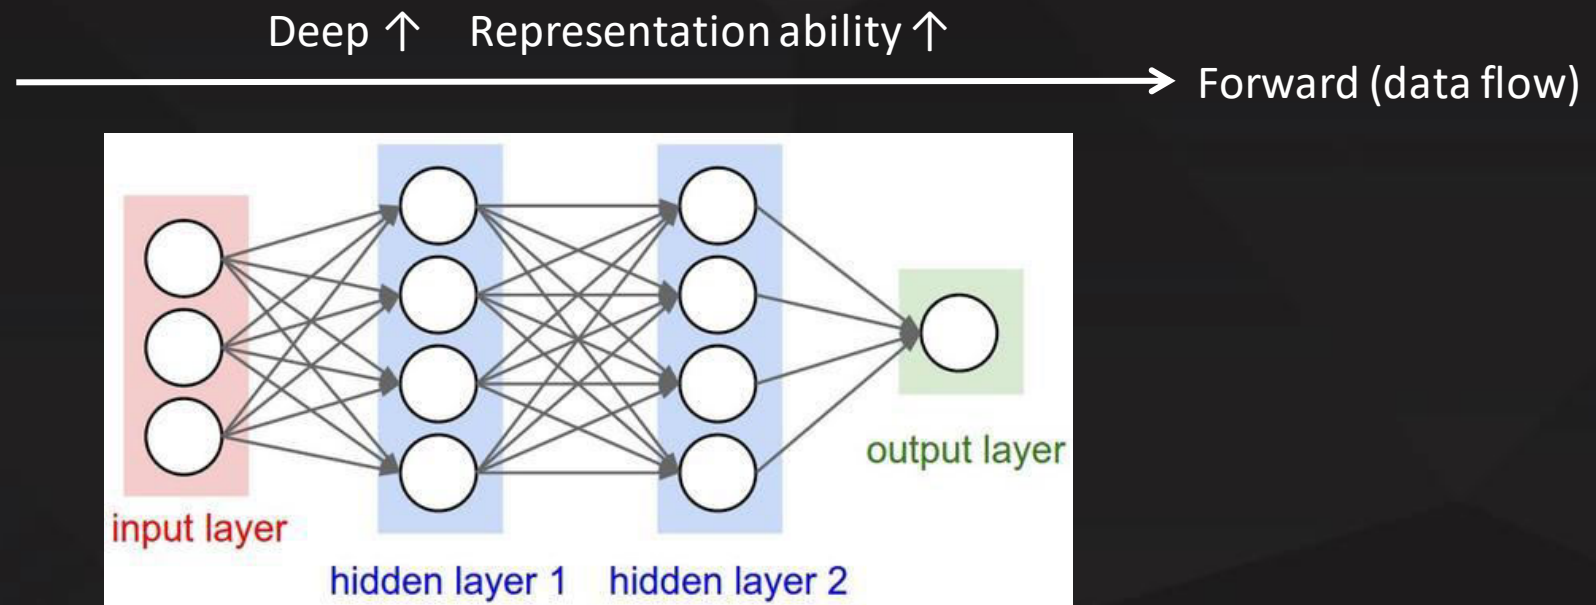 Deep ↑ Representation ability ↑
Forward (data flow)
input layer
hidden layer 1
hidden layer 2
output layer